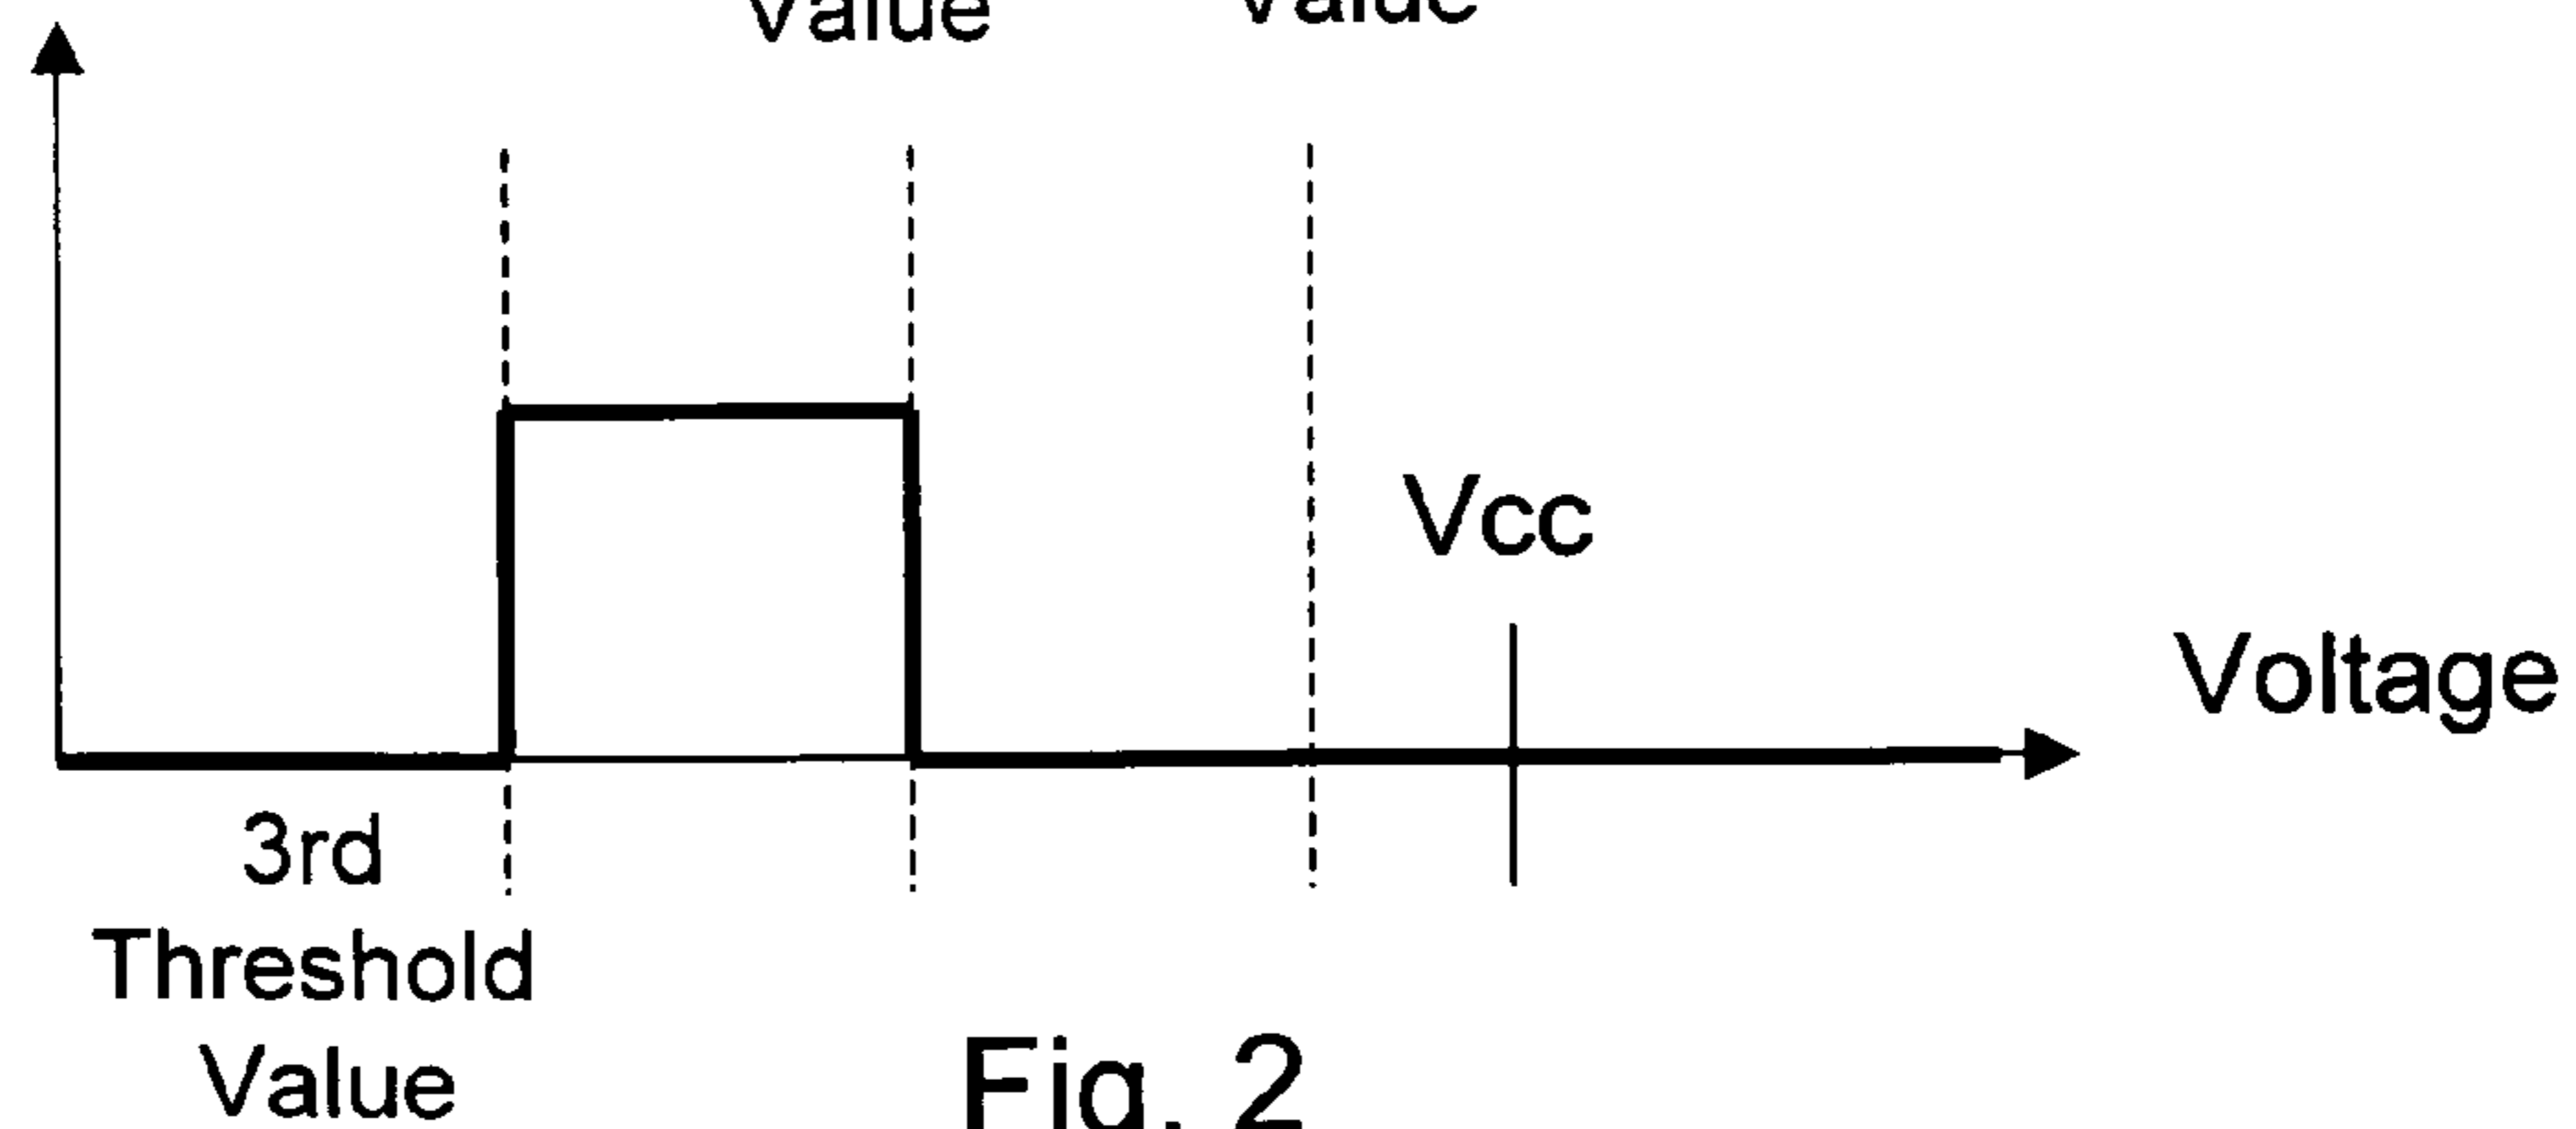 Value Value
Vcc
Voltage
3rd
Threshold
Value
Fig. 2